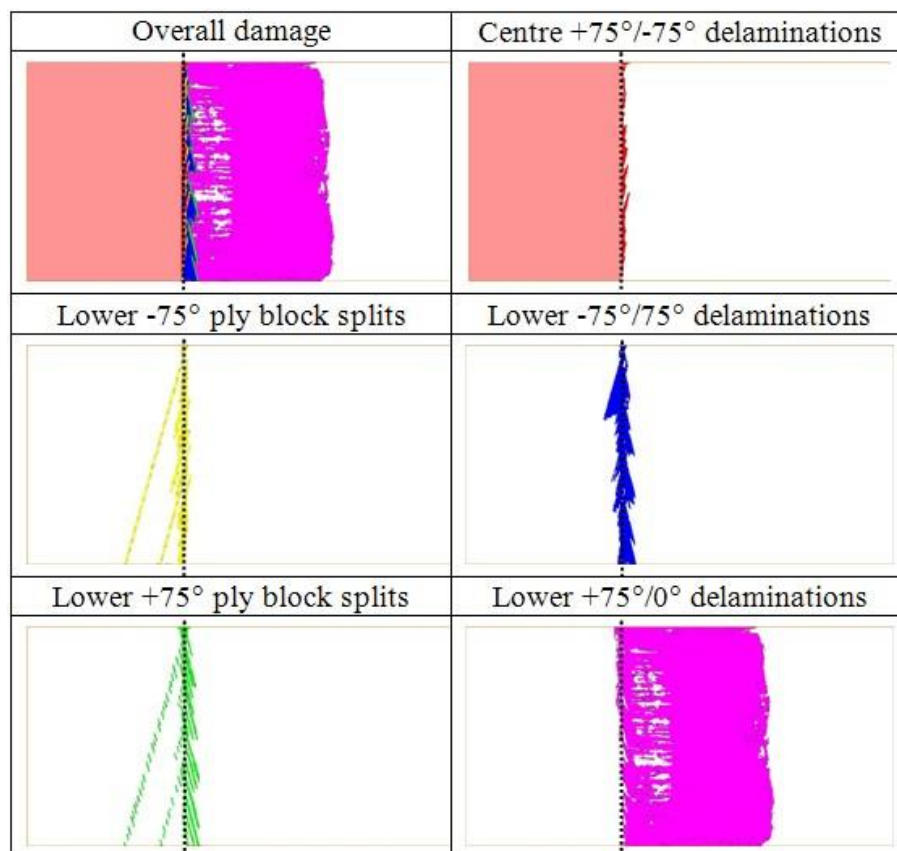 Overall damage
Centre +75°/-75° delaminations
Lower -75° ply block splits
Lower -75°/75° delaminations
Lower +75° ply block splits
Lower +75°/0° delaminations